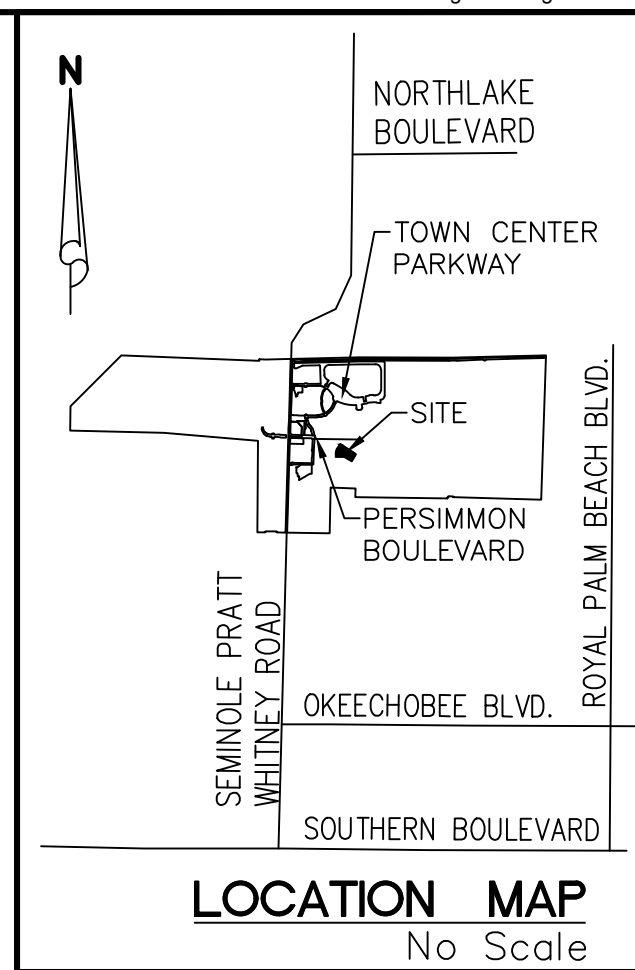 N
NORTHLAKE
BOULEVARD
TOWN CENTER
PARKWAY
SITE
PERSIMMON
BOULEVARD
ROYAL PALM BEACH BLVD.
SEMINOLE PRATT
WHITNEY ROAD
OKEECHOBEE BLVD.
SOUTHERN BOULEVARD
LOCATION MAP
No Scale